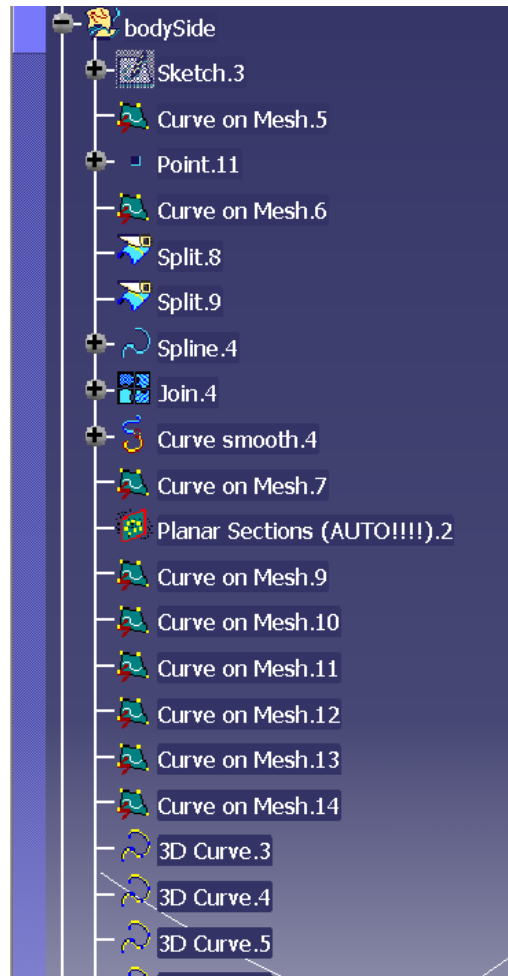 bodySide
Sketch.3
Curve on Mesh.5
Point.11
Curve on Mesh.6
Split.8
Split.9
Spline.4
Join.4
Curve smooth.4
Curve on Mesh.7
Planar Sections (AUTO!!!!).2
Curve on Mesh.9
Curve on Mesh.10
Curve on Mesh.11
Curve on Mesh.12
Curve on Mesh.13
Curve on Mesh.14
3D Curve.3
3D Curve.4
3D Curve.5